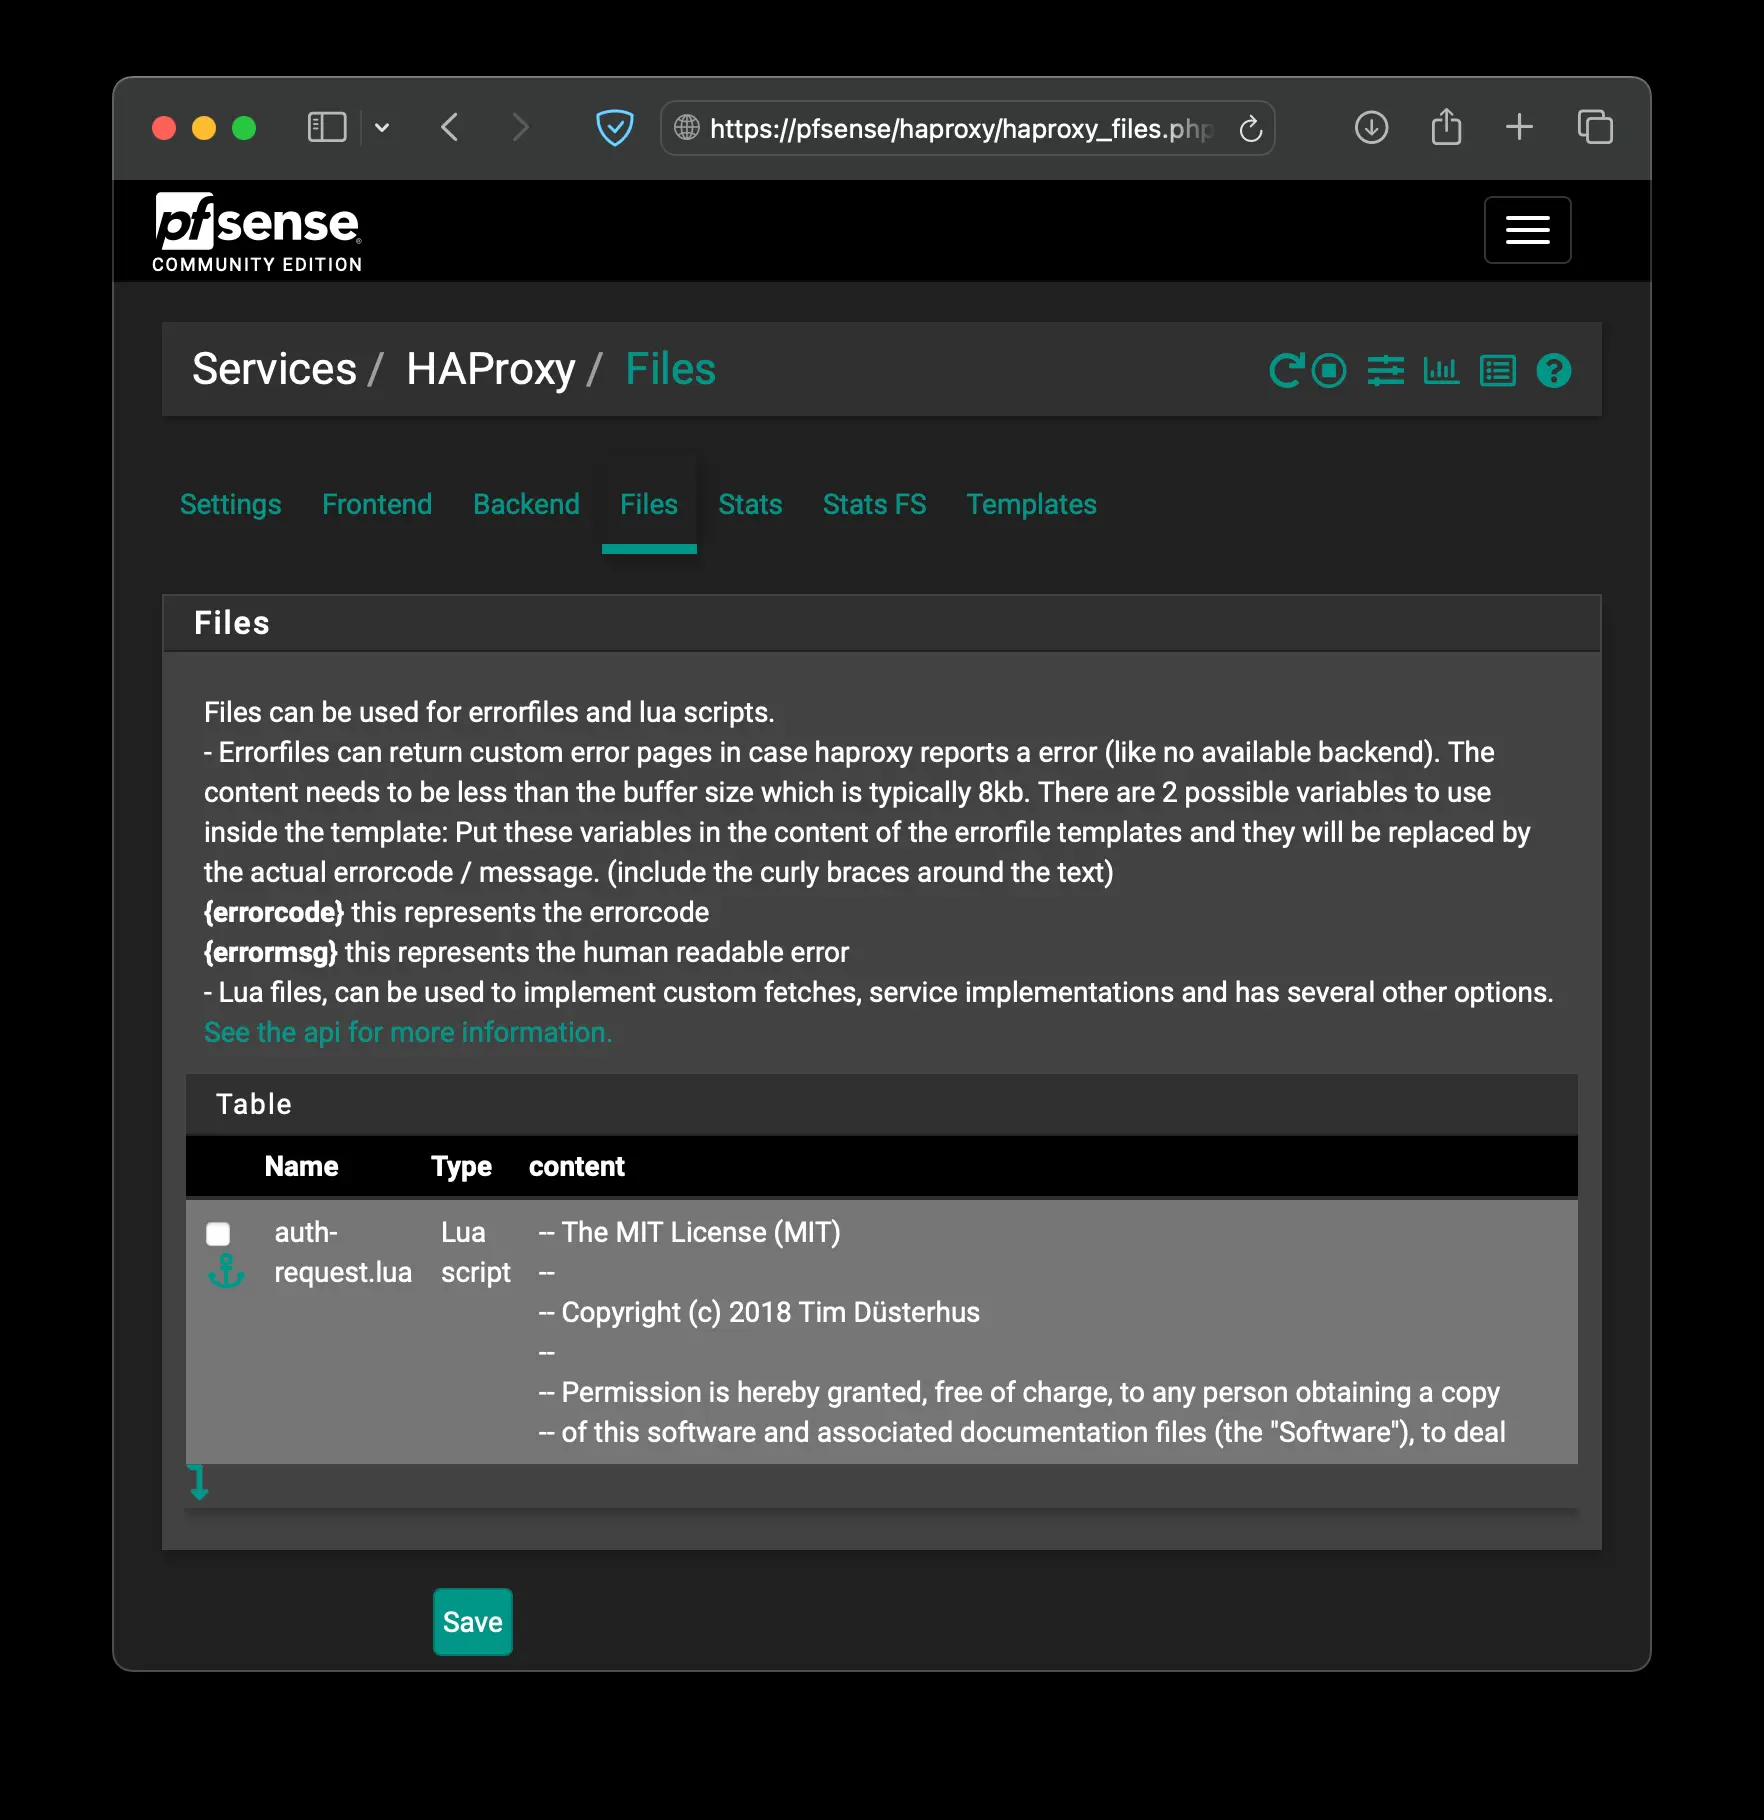 https://pfsense/haproxy/haproxy_files.php
pfsense
COMMUNITY EDITION
Services / HAProxy / Files
Settings Frontend Backend Files Stats Stats FS Templates
Files
Files can be used for errorfiles and lua scripts.
- Errorfiles can return custom error pages in case haproxy reports a error (like no available backend). The
content needs to be less than the buffer size which is typically 8kb. There are 2 possible variables to use
inside the template: Put these variables in the content of the errorfile templates and they will be replaced by
the actual errorcode / message. (include the curly braces around the text)
{errorcode} this represents the errorcode
{errormsg} this represents the human readable error
- Lua files, can be used to implement custom fetches, service implementations and has several other options.
See the api for more information.
Table
Name Type content
auth-
request.lua
Lua
script
-- The MIT License (MIT)
--
-- Copyright (c) 2018 Tim Düsterhus
--
-- Permission is hereby granted, free of charge, to any person obtaining a copy
-- of this software and associated documentation files (the "Software"), to deal
Save